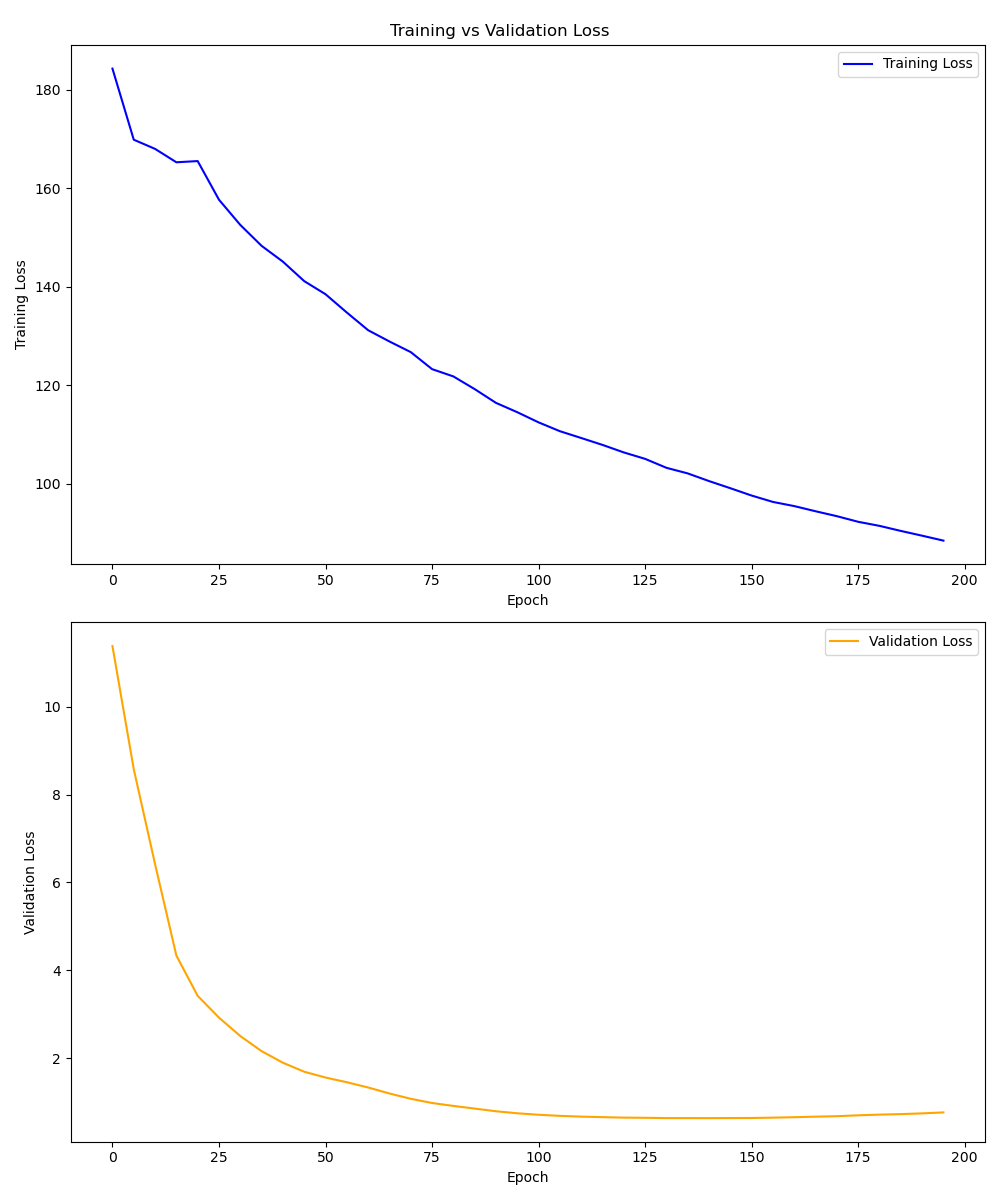 Training vs Validation Loss
Training Loss
180
160
140
120
100
Training Loss
0 25 50 75 100 125 150 175 200
Epoch
Validation Loss
10
8
6
4
2
Validation Loss
0 25 50 75 100 125 150 175 200
Epoch